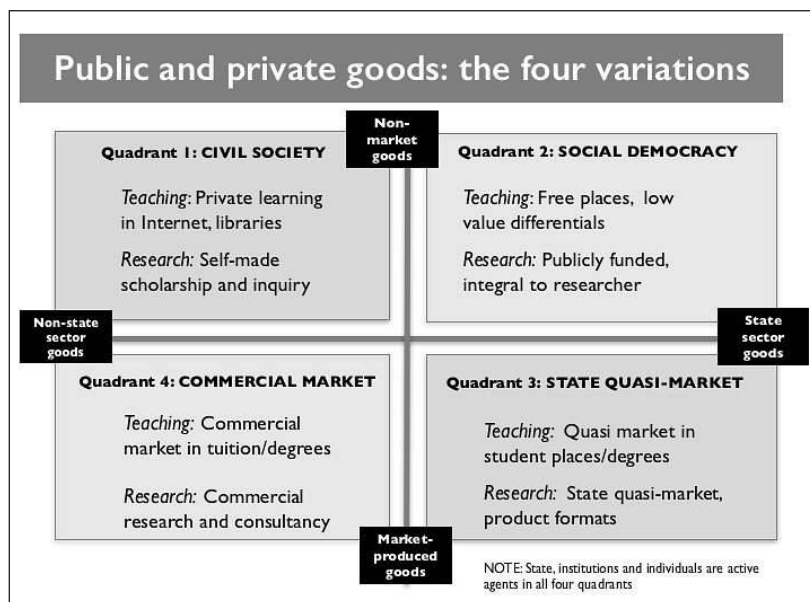 Public and private goods: the four variations
Non-
market
goods
Quadrant 1: CIVIL SOCIETY
Teaching: Private learning
in Internet, libraries
Research: Self-made
scholarship and inquiry
Quadrant 2: SOCIAL DEMOCRACY
Teaching: Free places, low
value differentials
Research: Publicly funded,
integral to researcher
Non-state
sector
goods
State
sector
goods
Quadrant 4: COMMERCIAL MARKET
Teaching: Commercial
market in tuition/degrees
Research: Commercial
research and consultancy
Quadrant 3: STATE QUASI-MARKET
Teaching: Quasi market in
student places/degrees
Research: State quasi-market,
product formats
Market-
produced
goods
NOTE: State, institutions and individuals are active
agents in all four quadrants